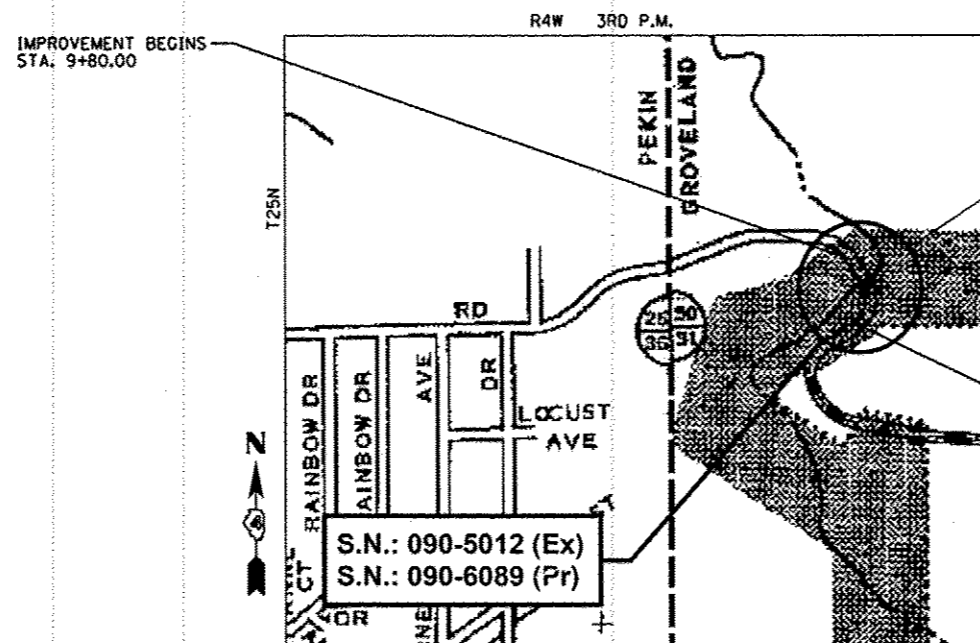 R4W 3RD P.M.
IMPROVEMENT BEGINS
STA. 9+80.00
T25N
PEKIN
GROVELAND
RD
25 30
36 31
RAINBOW DR
AINBOW DR
AVE
DR
LOCUST
AVE
N
S.N.: 090-5012 (Ex)
S.N.: 090-6089 (Pr)
CT
DR
NE